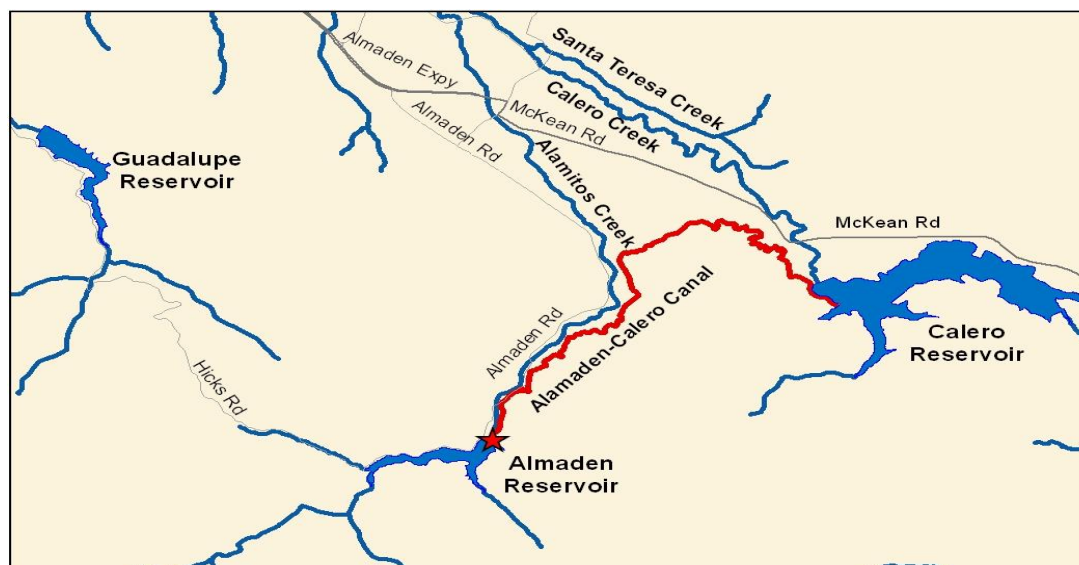 Santa Teresa Creek
Almaden Expy
Calero Creek
McKean Rd
Almaden Rd
Guadalupe
Reservoir
Alamitos Creek
McKean Rd
Alamaden-Calero Canal
Almaden Rd
Calero
Reservoir
Hicks Rd
Almaden
Reservoir